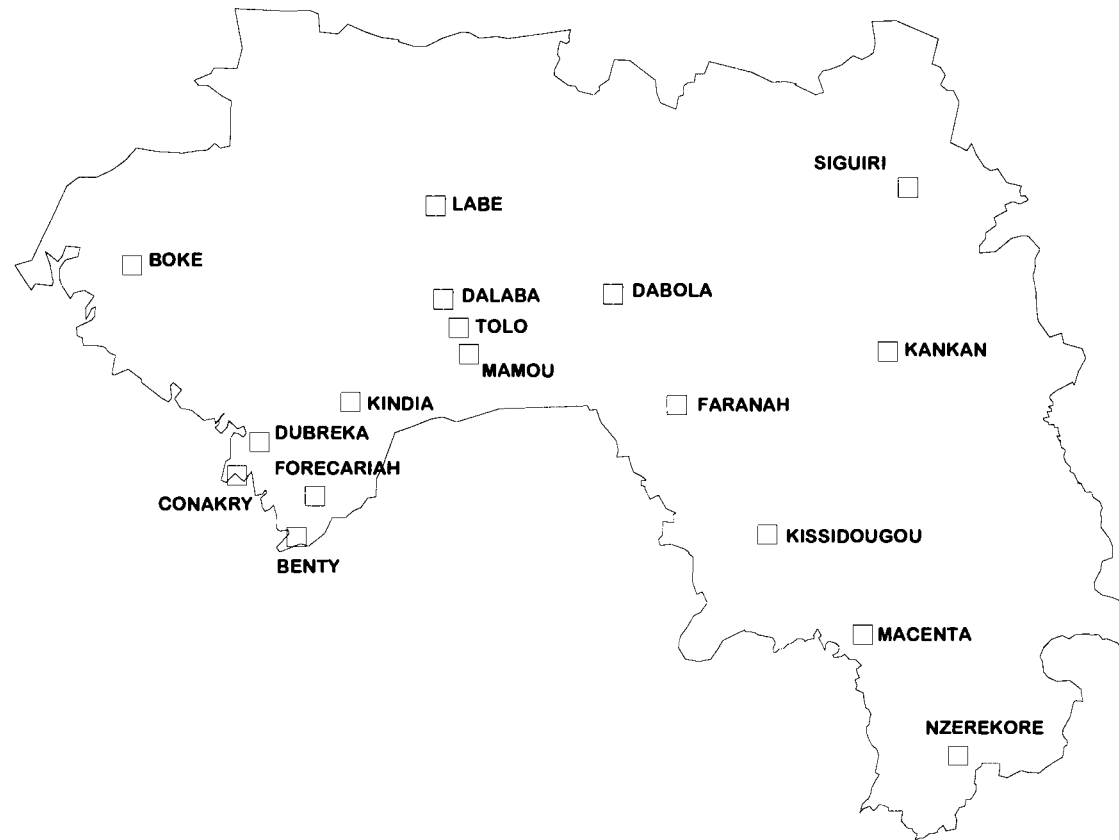 SIGUIRI
LABE
BOKE
DALABA
DABOLA
TOLO
KANKAN
MAMOU
KINDIA
FARANAH
DUBREKA
FORECARIAH
CONAKRY
KISSIDOUGOU
BENTY
MACENTA
NZEREKORE